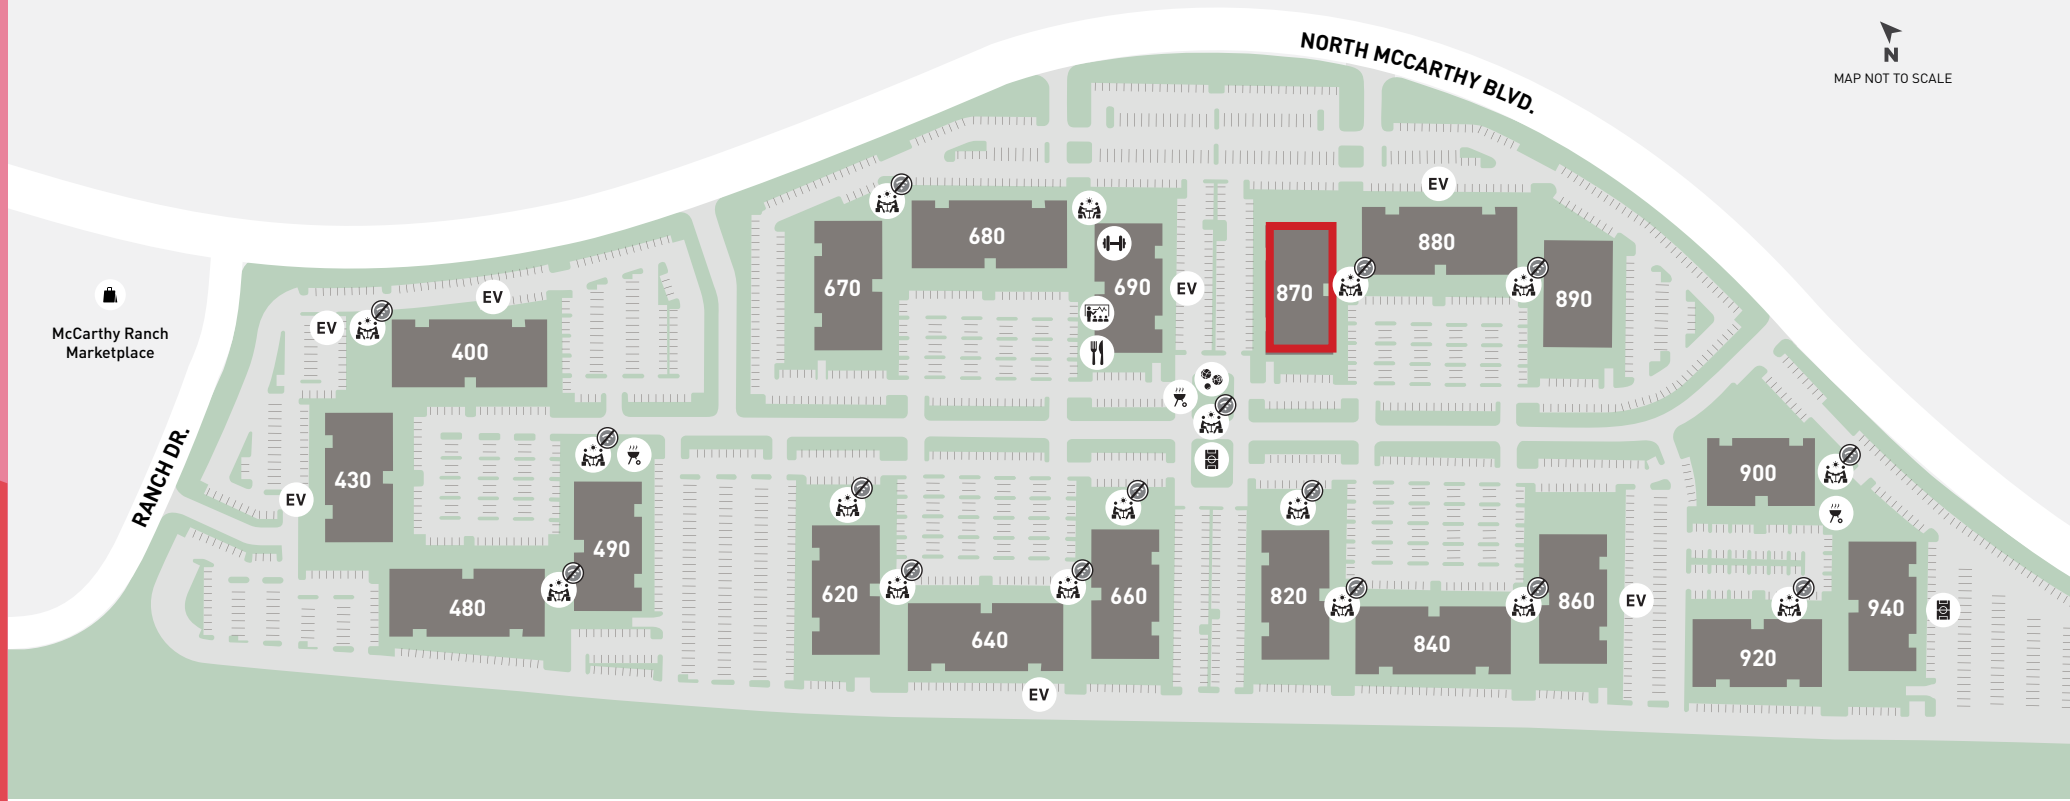 NORTH MCCARTHY BLVD.
N
MAP NOT TO SCALE
EV
680
880
670
690
EV
870
890
McCarthy Ranch
Marketplace
EV
EV
400
RANCH DR.
430
EV
490
480
900
620
640
660
820
840
860
EV
920
940
EV